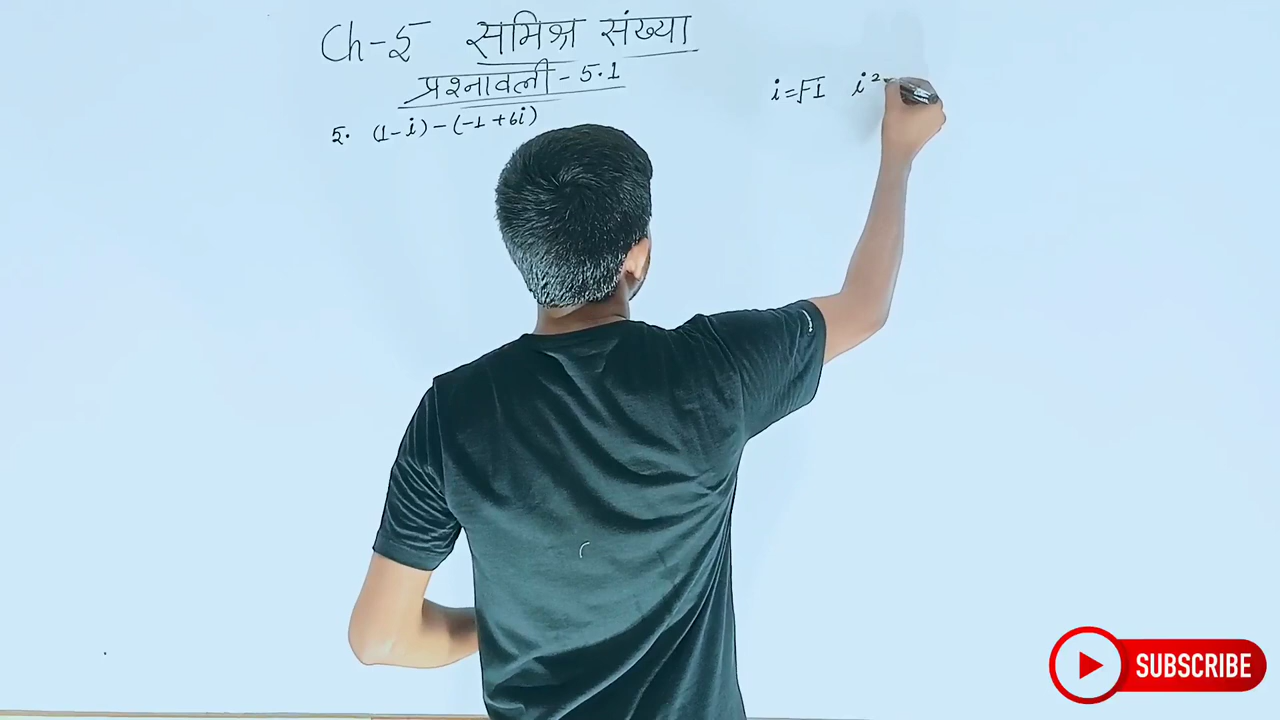 Ch-5 समिश्र संख्या
प्रश्नावली - 5.1
i = √-1 i²
5. (1-i) - (-1 + 6i)
SUBSCRIBE